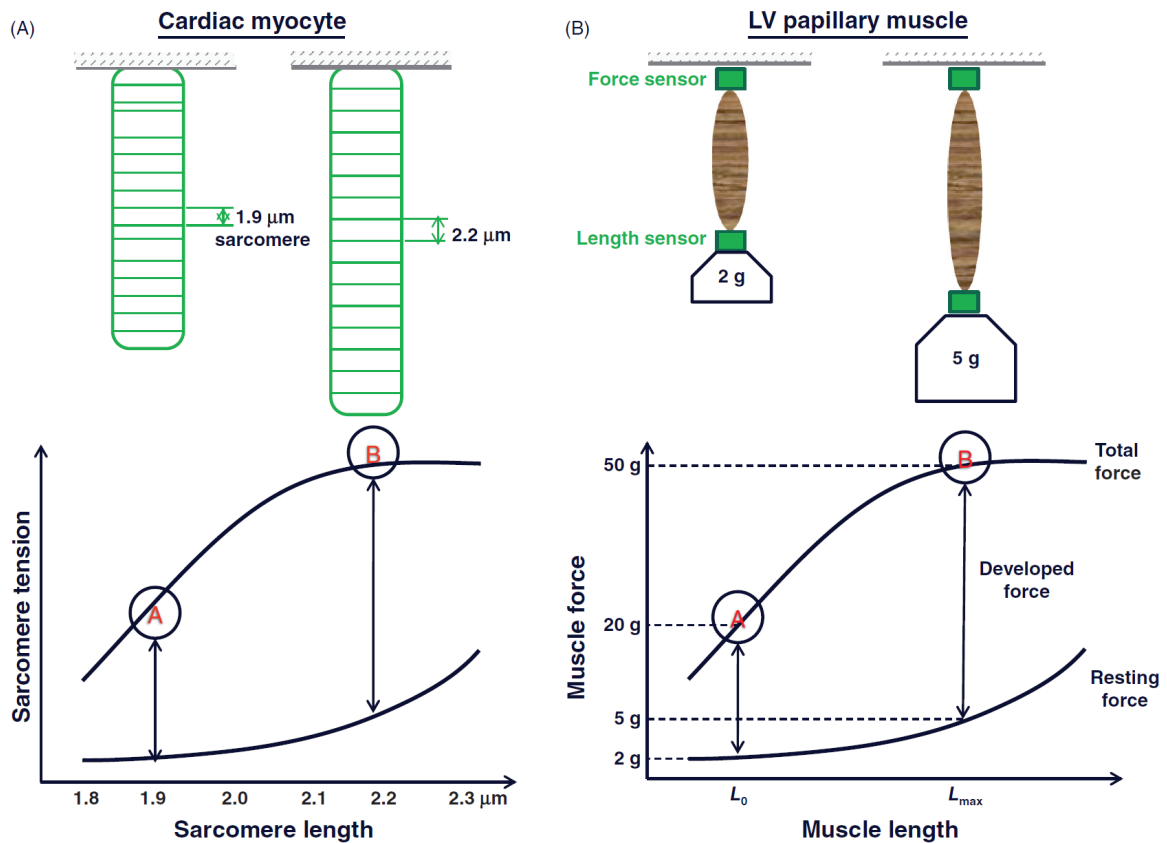 (A)
Cardiac myocyte
1.9 μm
sarcomere
2.2 μm
B
A
Sarcomere tension
1.8
1.9
2.0
2.1
2.2
2.3 μm
Sarcomere length
(B)
LV papillary muscle
Force sensor
Length sensor
2 g
5 g
50 g
B
Total
force
Developed
force
20 g
A
Muscle force
Resting
force
5 g
2 g
L0
Lmax
Muscle length